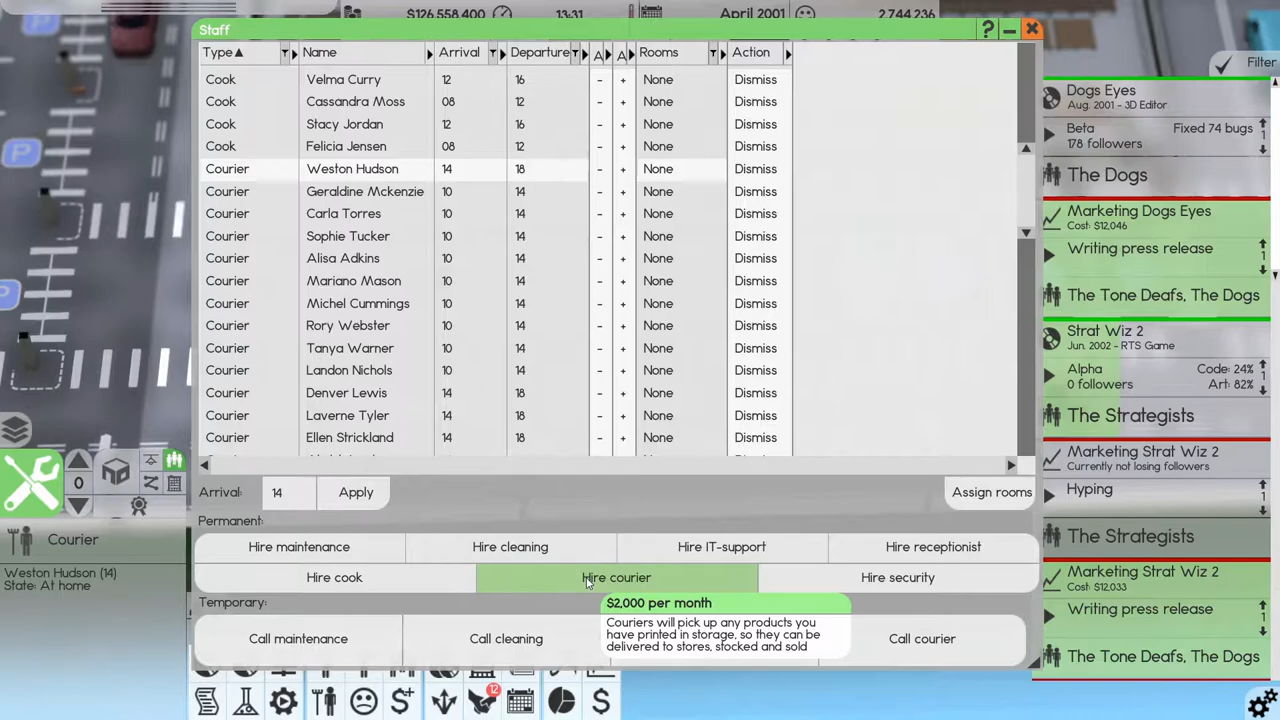 $126,558,400
13:31
April 2001
2,744,236
Staff
?
Filter
Type Name Arrival Departure A A Rooms Action
Cook Velma Curry 12 16 - + None Dismiss
Cook Cassandra Moss 08 12 - + None Dismiss
Cook Stacy Jordan 12 16 - + None Dismiss
Cook Felicia Jensen 08 12 - + None Dismiss
Courier Weston Hudson 14 18 - + None Dismiss
Courier Geraldine Mckenzie 10 14 - + None Dismiss
Courier Carla Torres 10 14 - + None Dismiss
Courier Sophie Tucker 10 14 - + None Dismiss
Courier Alisa Adkins 10 14 - + None Dismiss
Courier Mariano Mason 10 14 - + None Dismiss
Courier Michel Cummings 10 14 - + None Dismiss
Courier Rory Webster 10 14 - + None Dismiss
Courier Tanya Warner 10 14 - + None Dismiss
Courier Landon Nichols 10 14 - + None Dismiss
Courier Denver Lewis 14 18 - + None Dismiss
Courier Laverne Tyler 14 18 - + None Dismiss
Courier Ellen Strickland 14 18 - + None Dismiss
Arrival: 14 Apply Assign rooms
Permanent:
Hire maintenance Hire cleaning Hire IT-support Hire receptionist
Hire cook Hire courier Hire security
Temporary:
Call maintenance Call cleaning Call courier
$2,000 per month
Couriers will pick up any products you
have printed in storage, so they can be
delivered to stores, stocked and sold
P
P
0
Courier
Weston Hudson (14)
State: At home
12
Dogs Eyes
Aug. 2001 - 3D Editor
Beta Fixed 74 bugs
178 followers
1
The Dogs
Marketing Dogs Eyes
Cost: $12,046
Writing press release
1
The Tone Deafs, The Dogs
Strat Wiz 2
Jun. 2002 - RTS Game
Alpha Code: 24%
0 followers Art: 82%
1
The Strategists
Marketing Strat Wiz 2
Currently not losing followers
Hyping
1
The Strategists
Marketing Strat Wiz 2
Cost: $12,033
Writing press release
1
The Tone Deafs, The Dogs